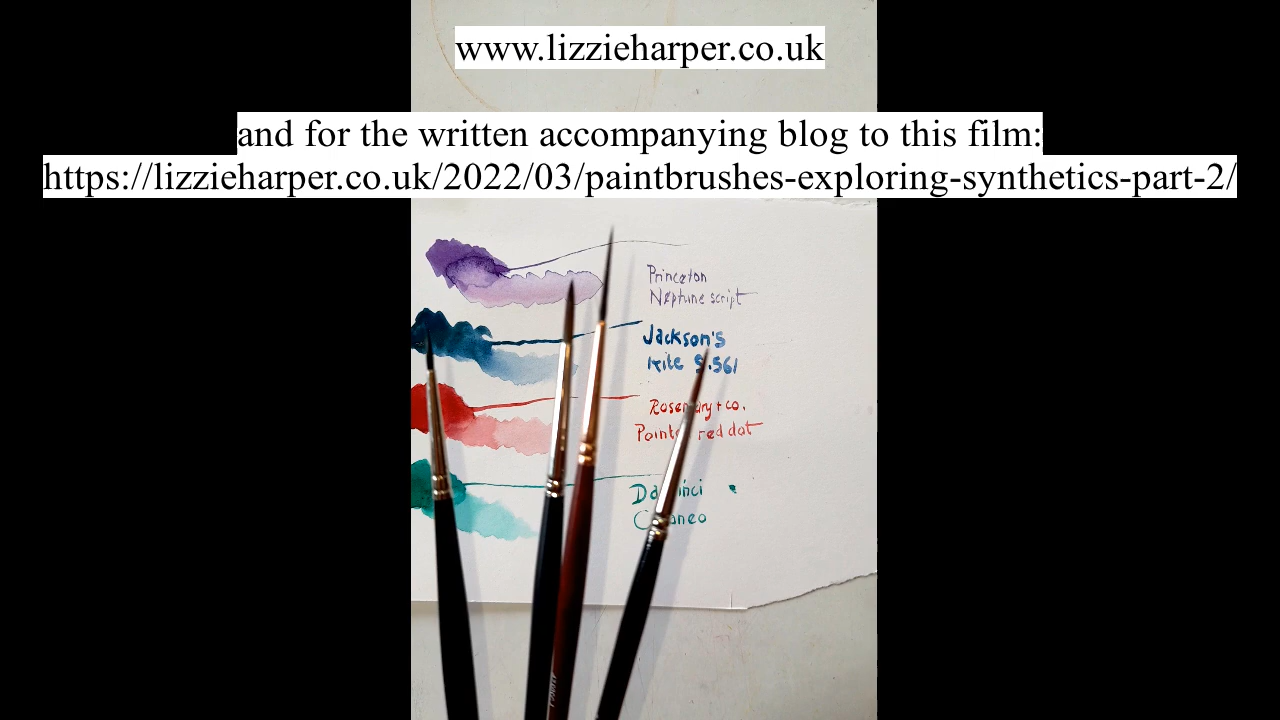 www.lizzieharper.co.uk
and for the written accompanying blog to this film:
https://lizzieharper.co.uk/2022/03/paintbrushes-exploring-synthetics-part-2/
Princeton
Neptune script
Jackson's
Kite S.561
Rosemary + co.
Pointed red dot
Da Vinci
Casaneo